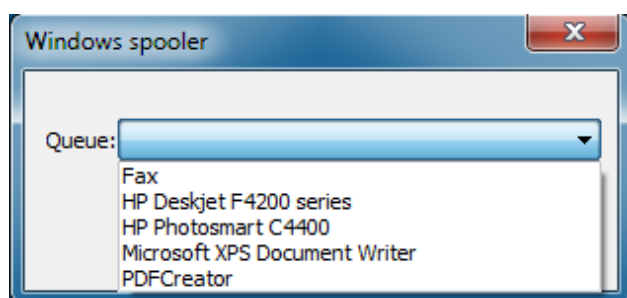 Windows spooler
Queue:
Fax
HP Deskjet F4200 series
HP Photosmart C4400
Microsoft XPS Document Writer
PDFCreator